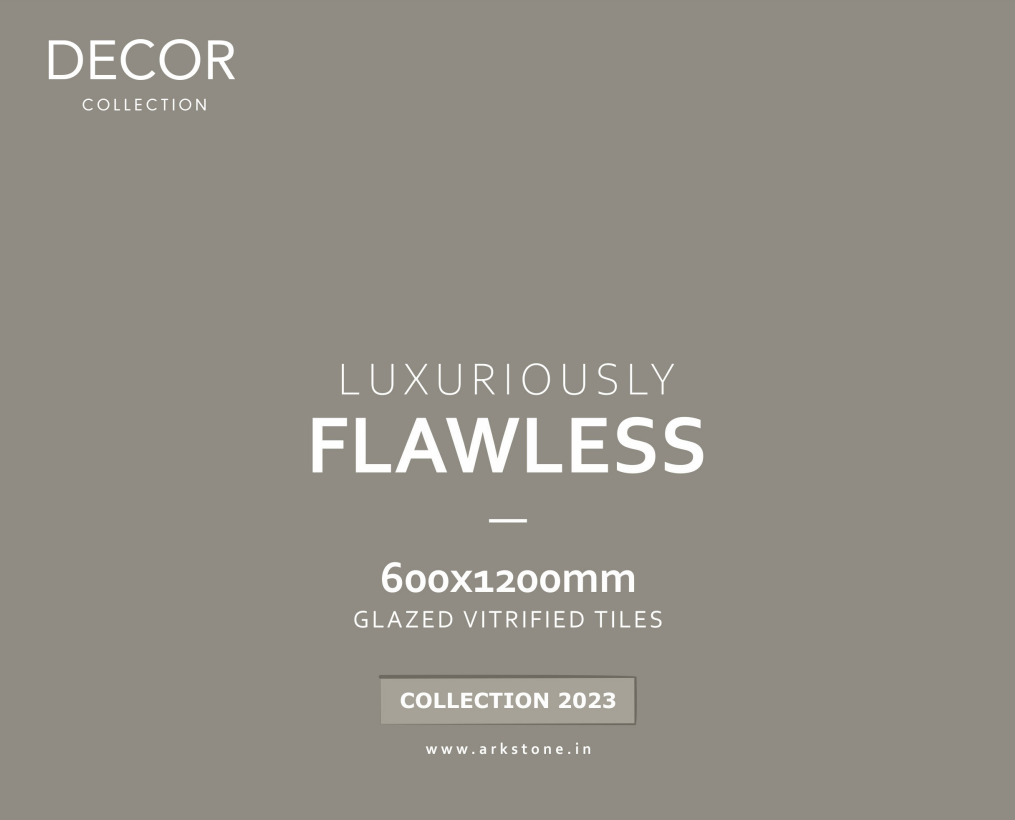 DECOR
COLLECTION
LUXURIOUSLY
FLAWLESS
600x1200mm
GLAZED VITRIFIED TILES
COLLECTION 2023
www.arkstone.in